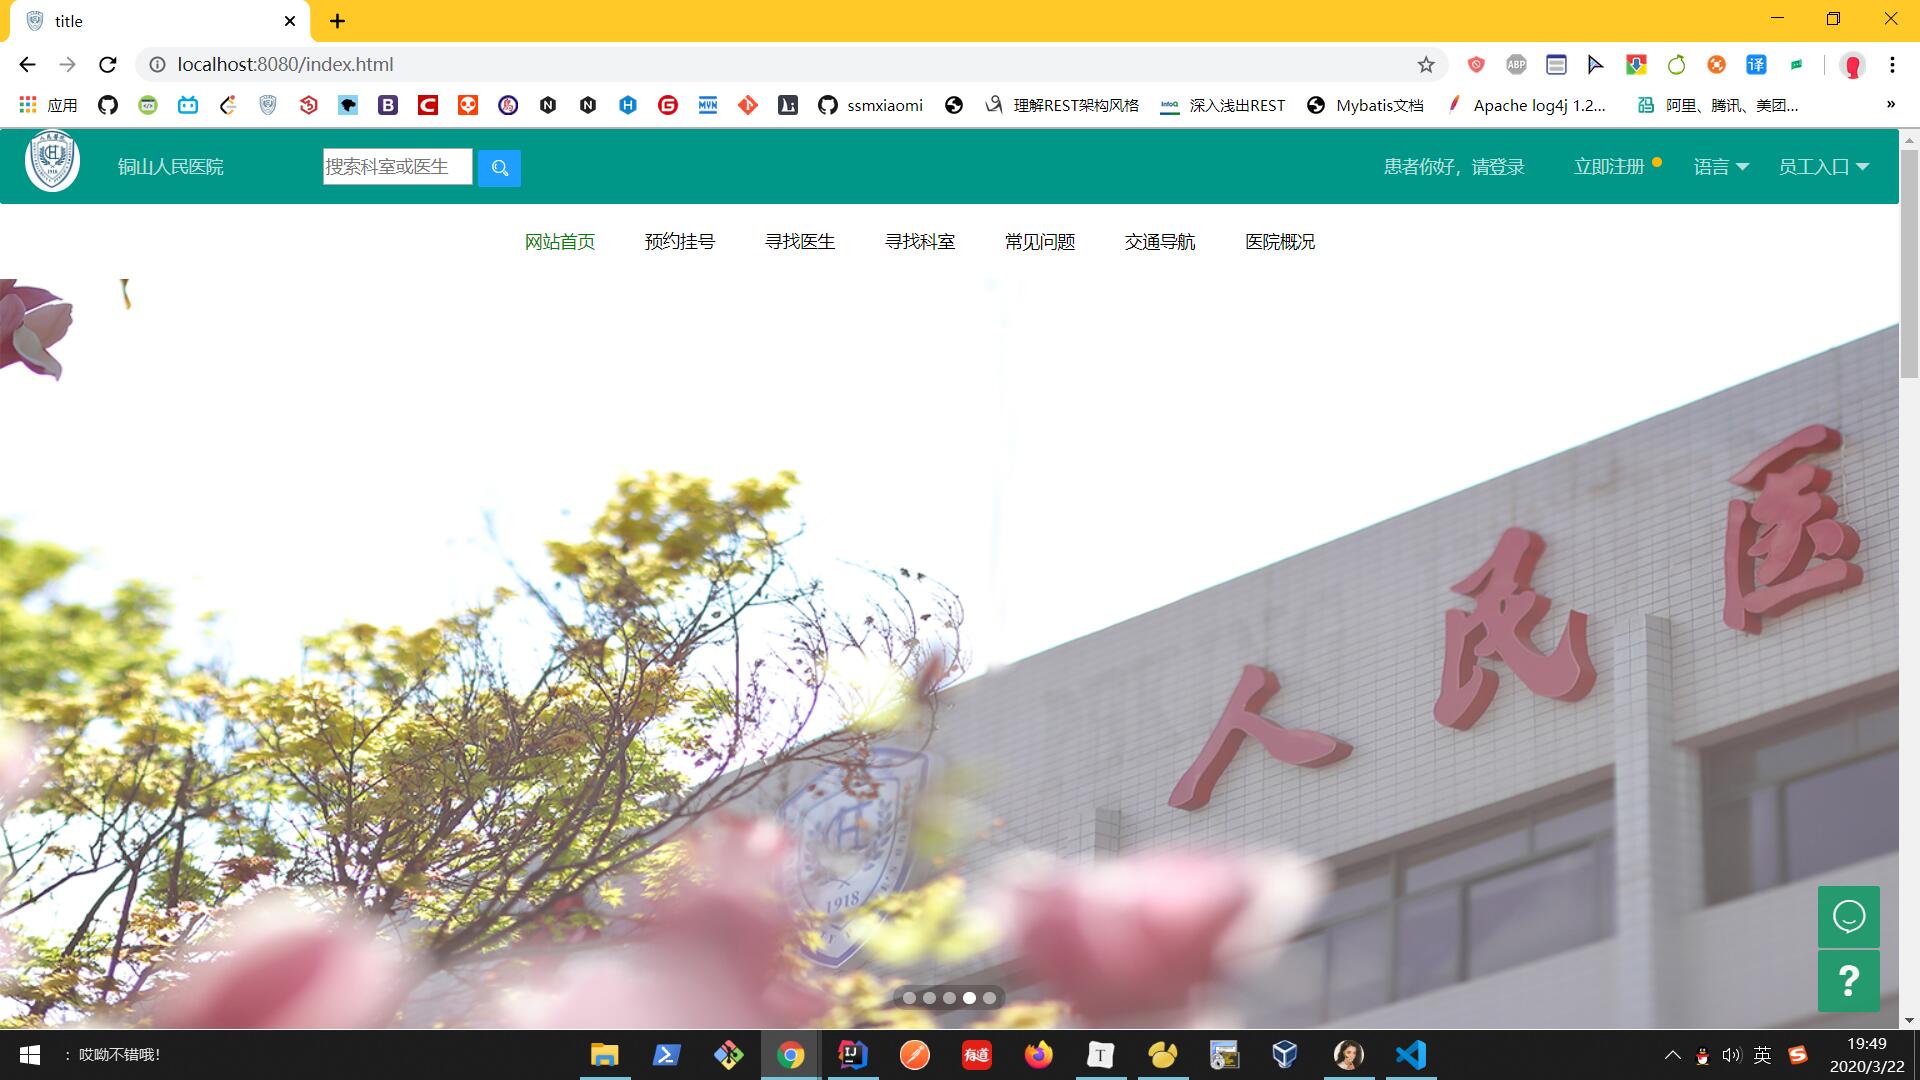 title
localhost:8080/index.html
应用
ssmxiaomi
理解REST架构风格
深入浅出REST
Mybatis文档
Apache log4j 1.2...
阿里、腾讯、美团...
铜山人民医院
搜索科室或医生
患者你好，请登录
立即注册
语言
员工入口
网站首页
预约挂号
寻找医生
寻找科室
常见问题
交通导航
医院概况
人民医
1918
?
：哎呦不错哦！
英
19:49
2020/3/22